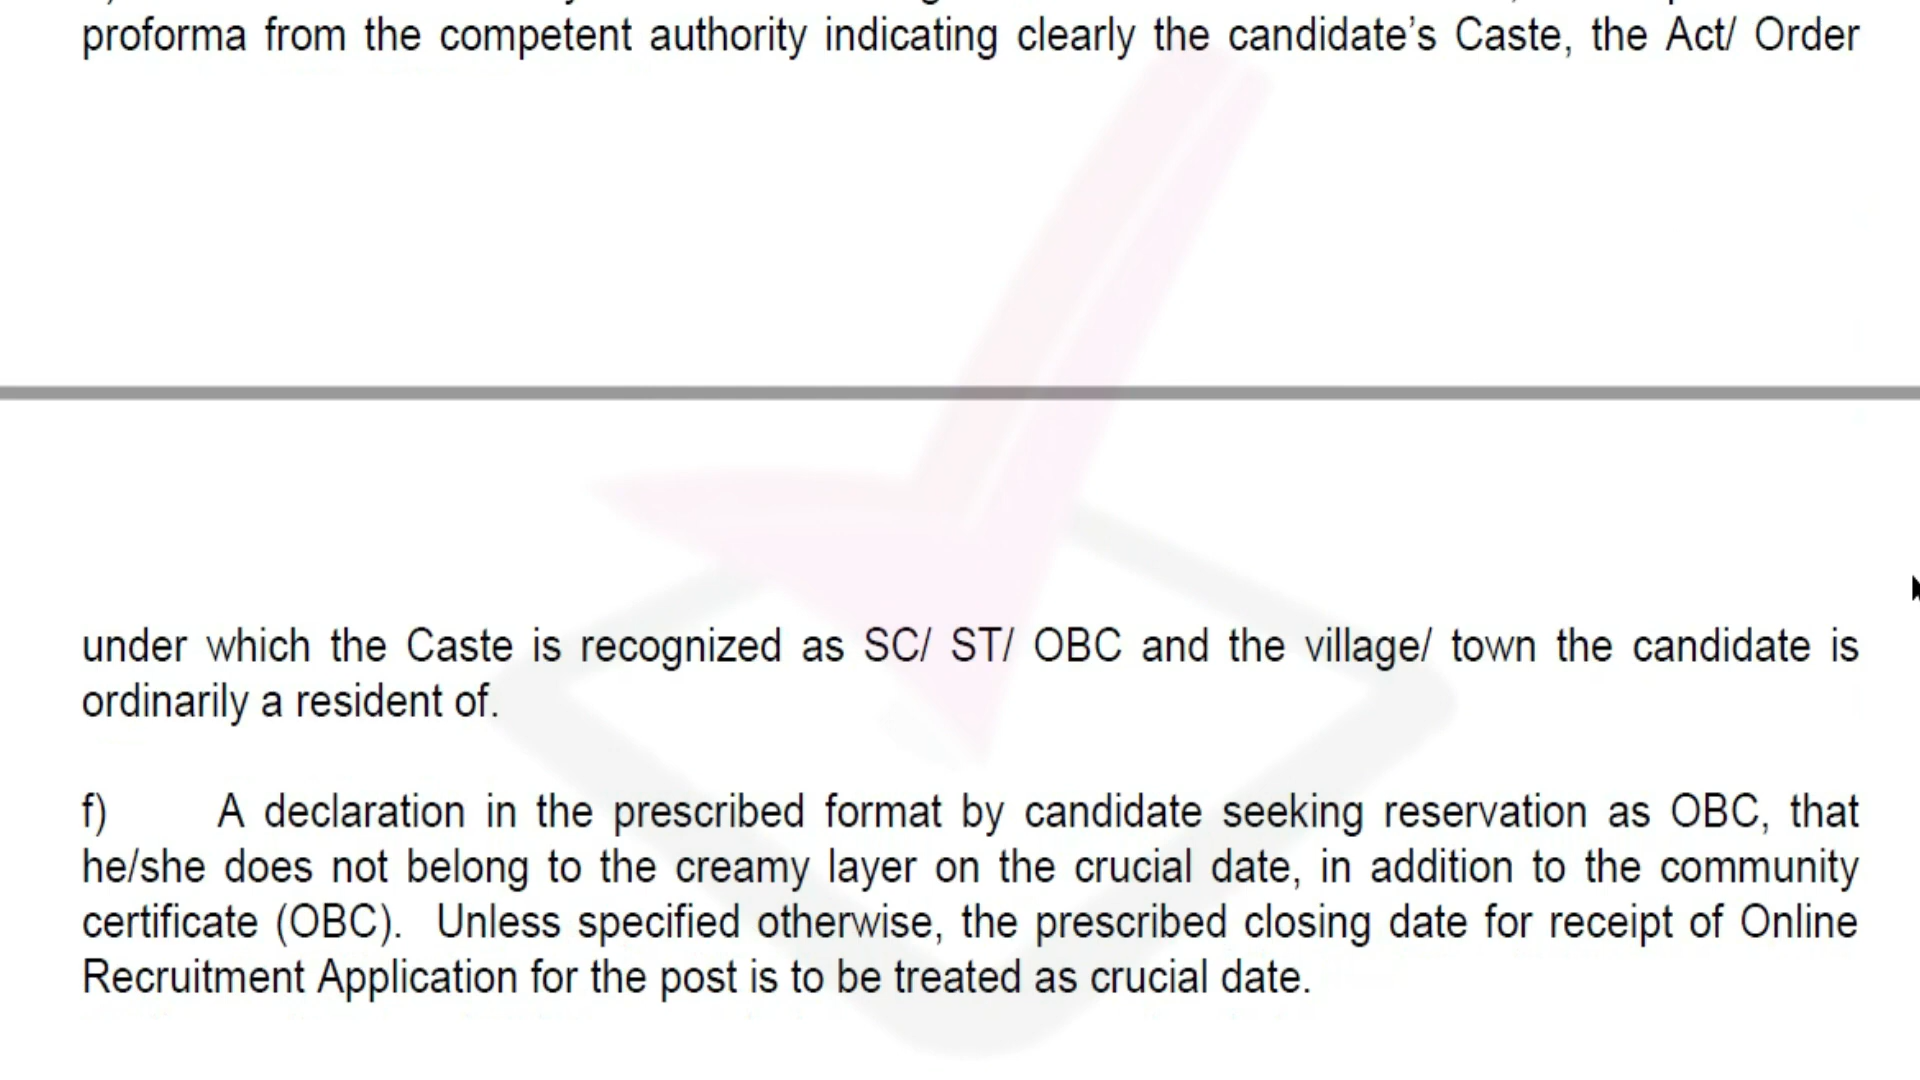 proforma from the competent authority indicating clearly the candidate’s Caste, the Act/ Order
under which the Caste is recognized as SC/ ST/ OBC and the village/ town the candidate is
ordinarily a resident of.
f) A declaration in the prescribed format by candidate seeking reservation as OBC, that
he/she does not belong to the creamy layer on the crucial date, in addition to the community
certificate (OBC). Unless specified otherwise, the prescribed closing date for receipt of Online
Recruitment Application for the post is to be treated as crucial date.